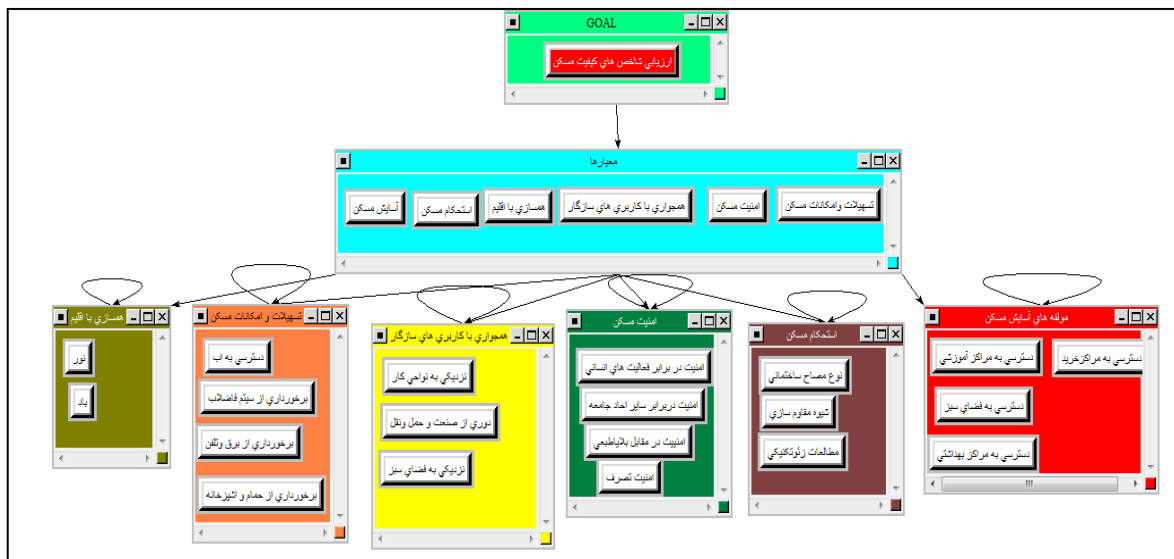 GOAL
ارزيابي شاخص هاي كيفيت مسكن
معيارها
تسهيلات وامكانات مسكن
امنيت مسكن
همجواري با كاربري هاي سازگار
همسازي با اقليم
استحكام مسكن
آسايش مسكن
مولفه هاي آسايش مسكن
دسترسي به مراكزخريد
دسترسي به مراكز آموزشي
دسترسي به فضاي سبز
دسترسي به مراكز بهداشتي
استحكام مسكن
نوع مصاح ساختماني
شيوه مقاوم سازي
مطالعات ژئوتكنيكي
امنيت مسكن
امنيت در برابر فعاليت هاي انساني
امنيت دربرابر ساير احاد جامعه
امنييت در مقابل بلاياطبعي
امنيت تصرف
همجواري با كاربري هاي سازگار
نزديكي به نواحي كار
دوري از صنعت و حمل ونقل
نزديكي به فضاي سبز
تسهيلات و امكانات مسكن
دسترسي به اب
برخورداري از سيتم فاضلاب
برخورداري از برق وتلفن
برخورداري از حمام و اشپزخانه
همسازي با اقليم
نور
باد